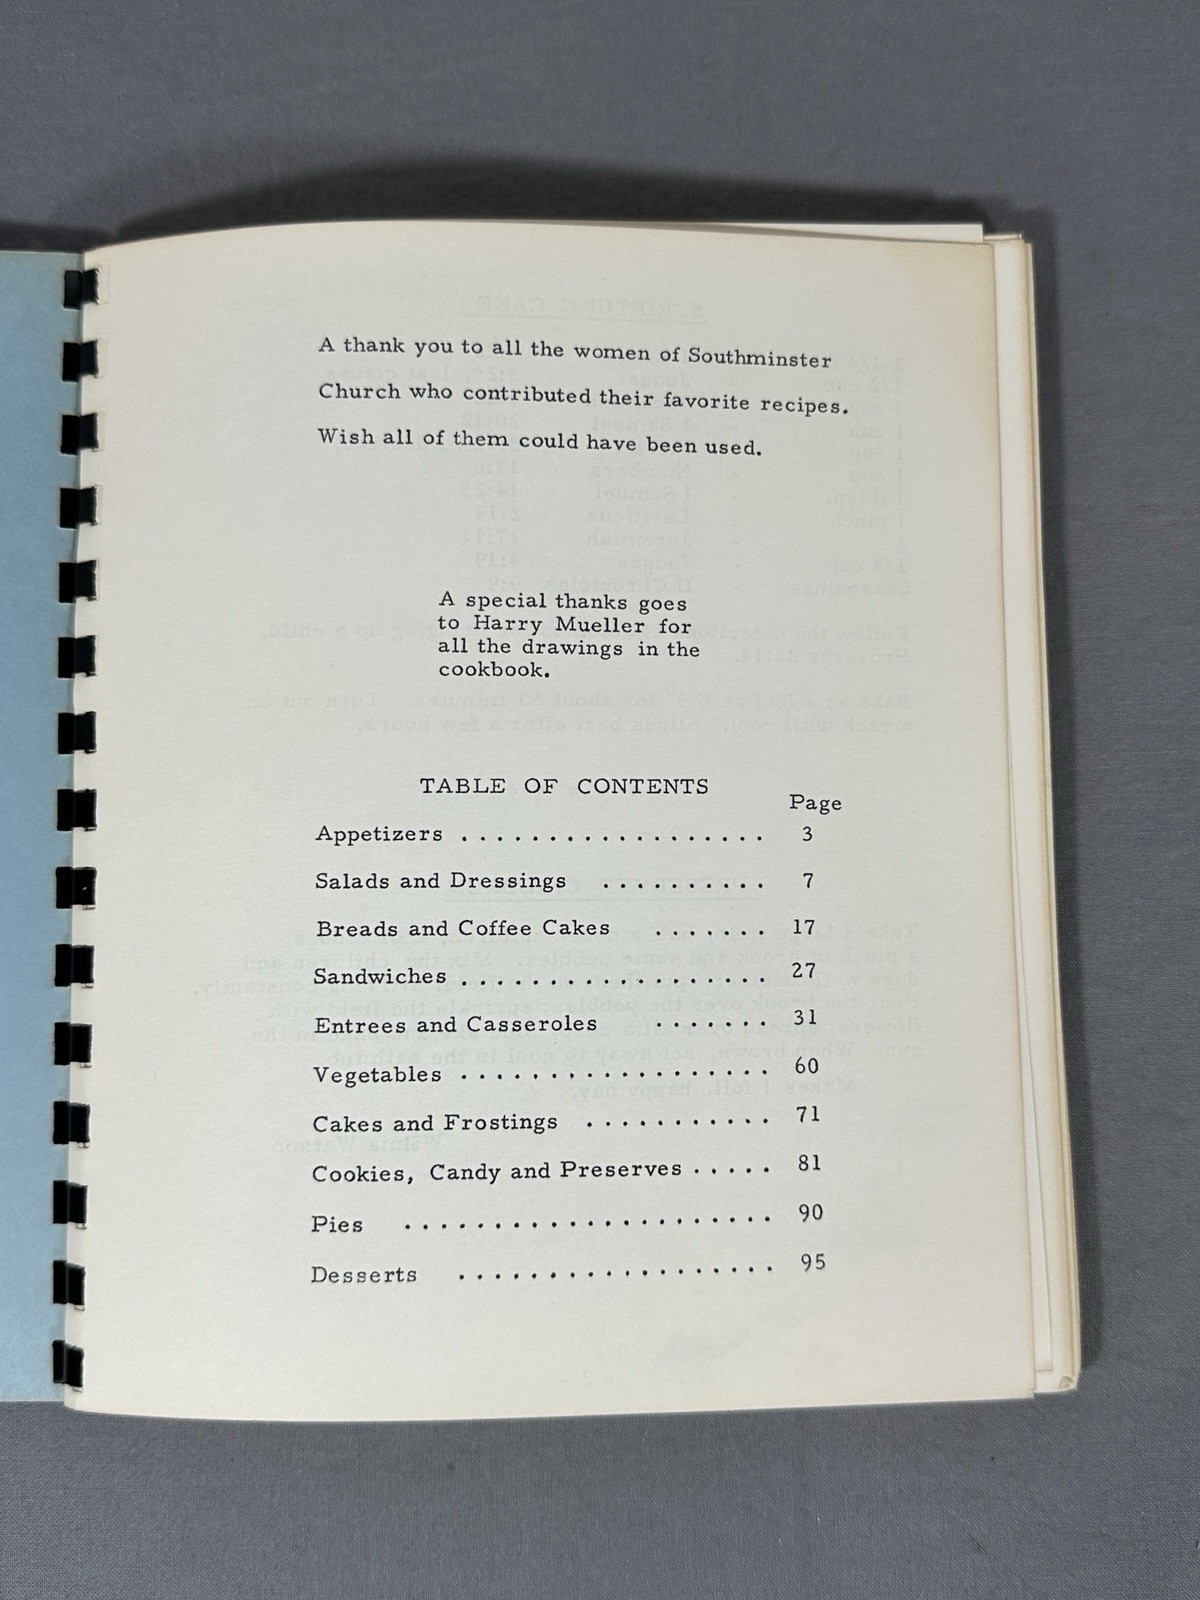 A thank you to all the women of Southminster
Church who contributed their favorite recipes.
Wish all of them could have been used.
A special thanks goes
to Harry Mueller for
all the drawings in the
cookbook.
TABLE OF CONTENTS
Page
Appetizers . . . . . . . . . . . . . . . . . . 3
Salads and Dressings . . . . . . . . . . 7
Breads and Coffee Cakes . . . . . . . 17
Sandwiches . . . . . . . . . . . . . . . . . . 27
Entrees and Casseroles . . . . . . . 31
Vegetables . . . . . . . . . . . . . . . . . . 60
Cakes and Frostings . . . . . . . . . . . 71
Cookies, Candy and Preserves . . . . . 81
Pies . . . . . . . . . . . . . . . . . . . . . 90
Desserts . . . . . . . . . . . . . . . . . . 95